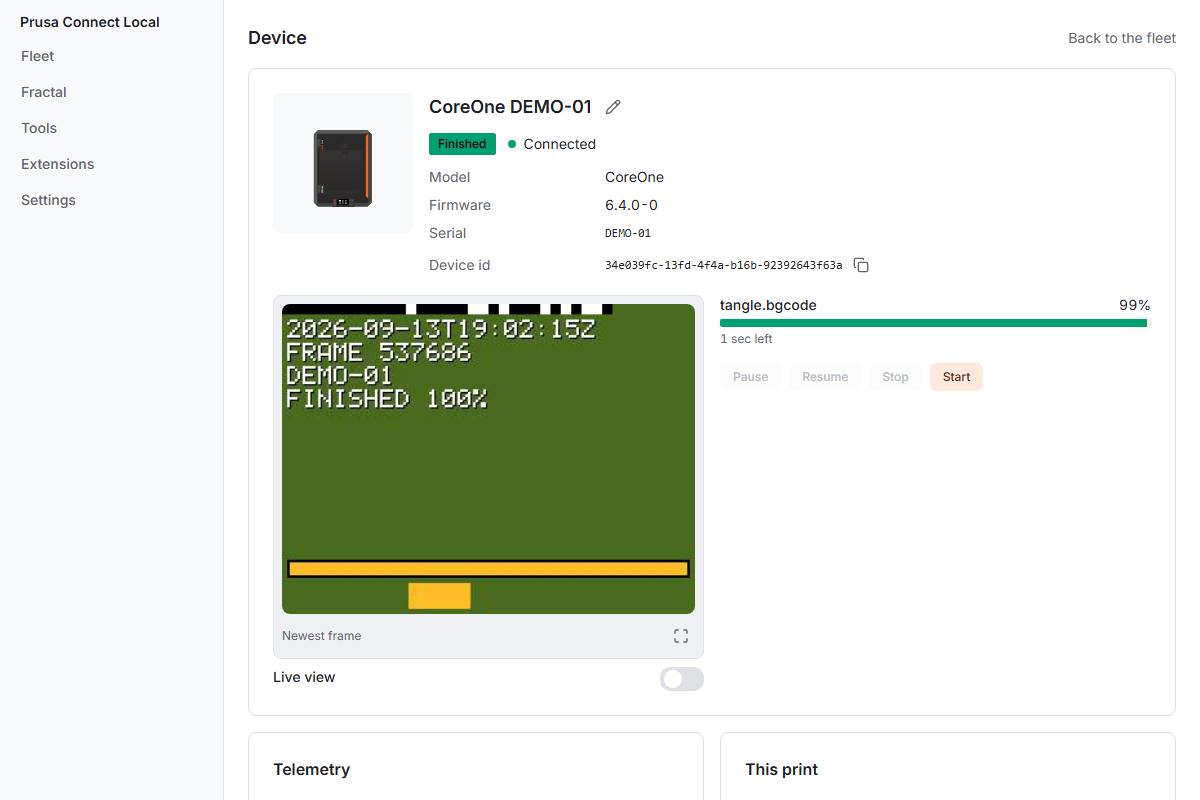 Prusa Connect Local
Fleet
Fractal
Tools
Extensions
Settings
Device
Back to the fleet
CoreOne DEMO-01
Finished
Connected
Model CoreOne
Firmware 6.4.0-0
Serial DEMO-01
Device id 34e039fc-13fd-4f4a-b16b-92392643f63a
2026-09-13T19:02:15Z
FRAME 537686
DEMO-01
FINISHED 100%
Newest frame
Live view
tangle.bgcode 99%
1 sec left
Pause Resume Stop Start
Telemetry
This print